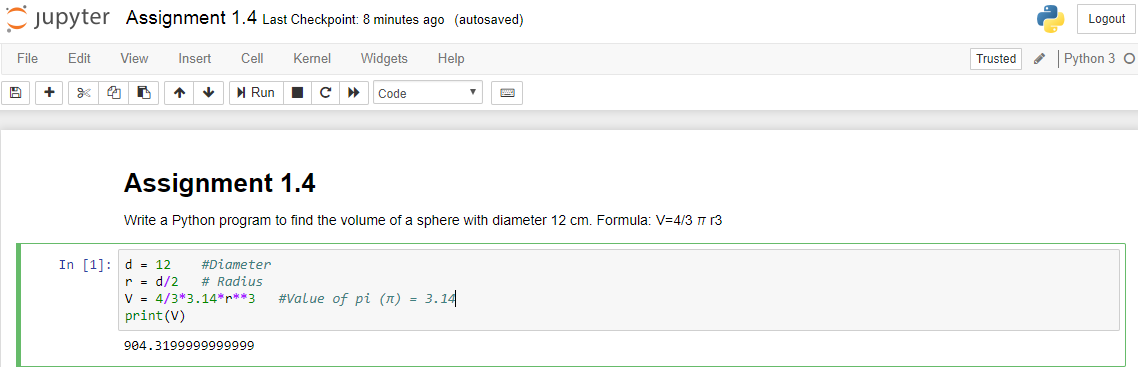 jupyter Assignment 1.4 Last Checkpoint: 8 minutes ago (autosaved) Logout
File Edit View Insert Cell Kernel Widgets Help Trusted Python 3
Run Code
Assignment 1.4
Write a Python program to find the volume of a sphere with diameter 12 cm. Formula: V=4/3 π r3
In [1]: d = 12    #Diameter
r = d/2   # Radius
V = 4/3*3.14*r**3   #Value of pi (π) = 3.14
print(V)
904.3199999999999